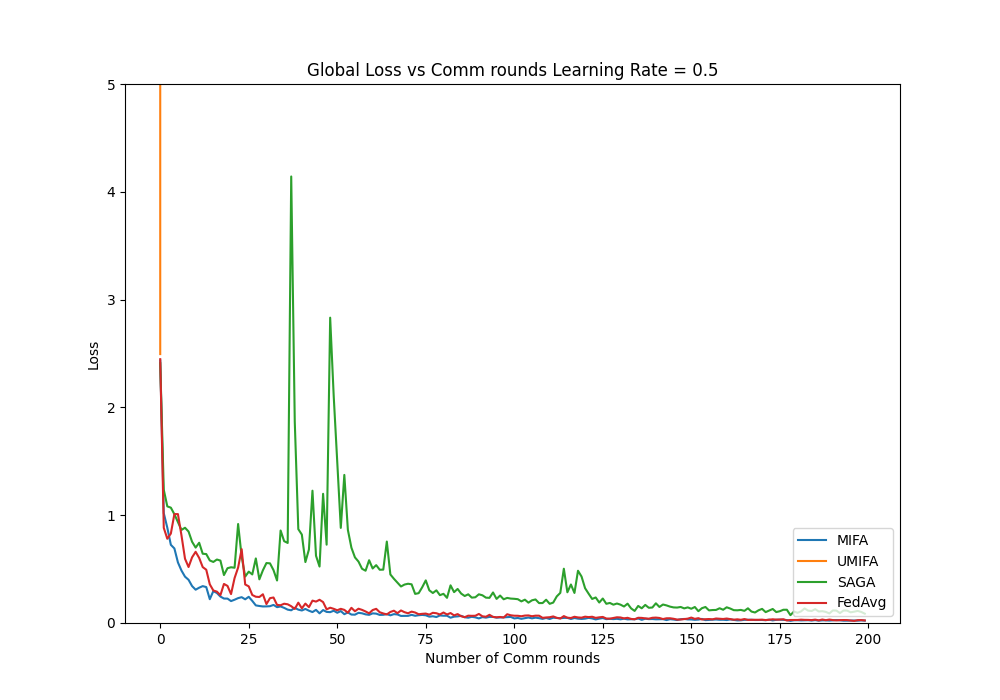 Global Loss vs Comm rounds Learning Rate = 0.5
5
4
3
2
1
0
Loss
0 25 50 75 100 125 150 175 200
Number of Comm rounds
MIFA
UMIFA
SAGA
FedAvg